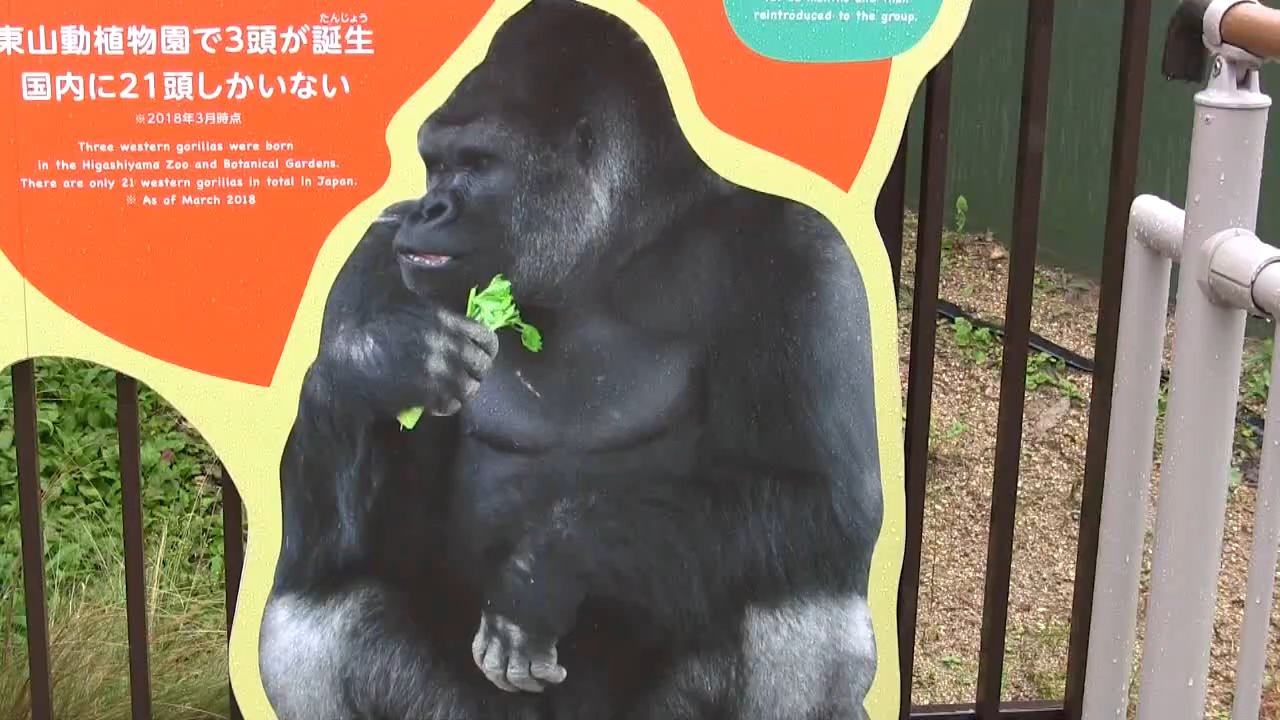 たんじょう
東山動植物園で3頭が誕生
国内に21頭しかいない
※2018年3月時点
Three western gorillas were born
in the Higashiyama Zoo and Botanical Gardens.
There are only 21 western gorillas in total in Japan.
※ As of March 2018
months and then
reintroduced to the group.